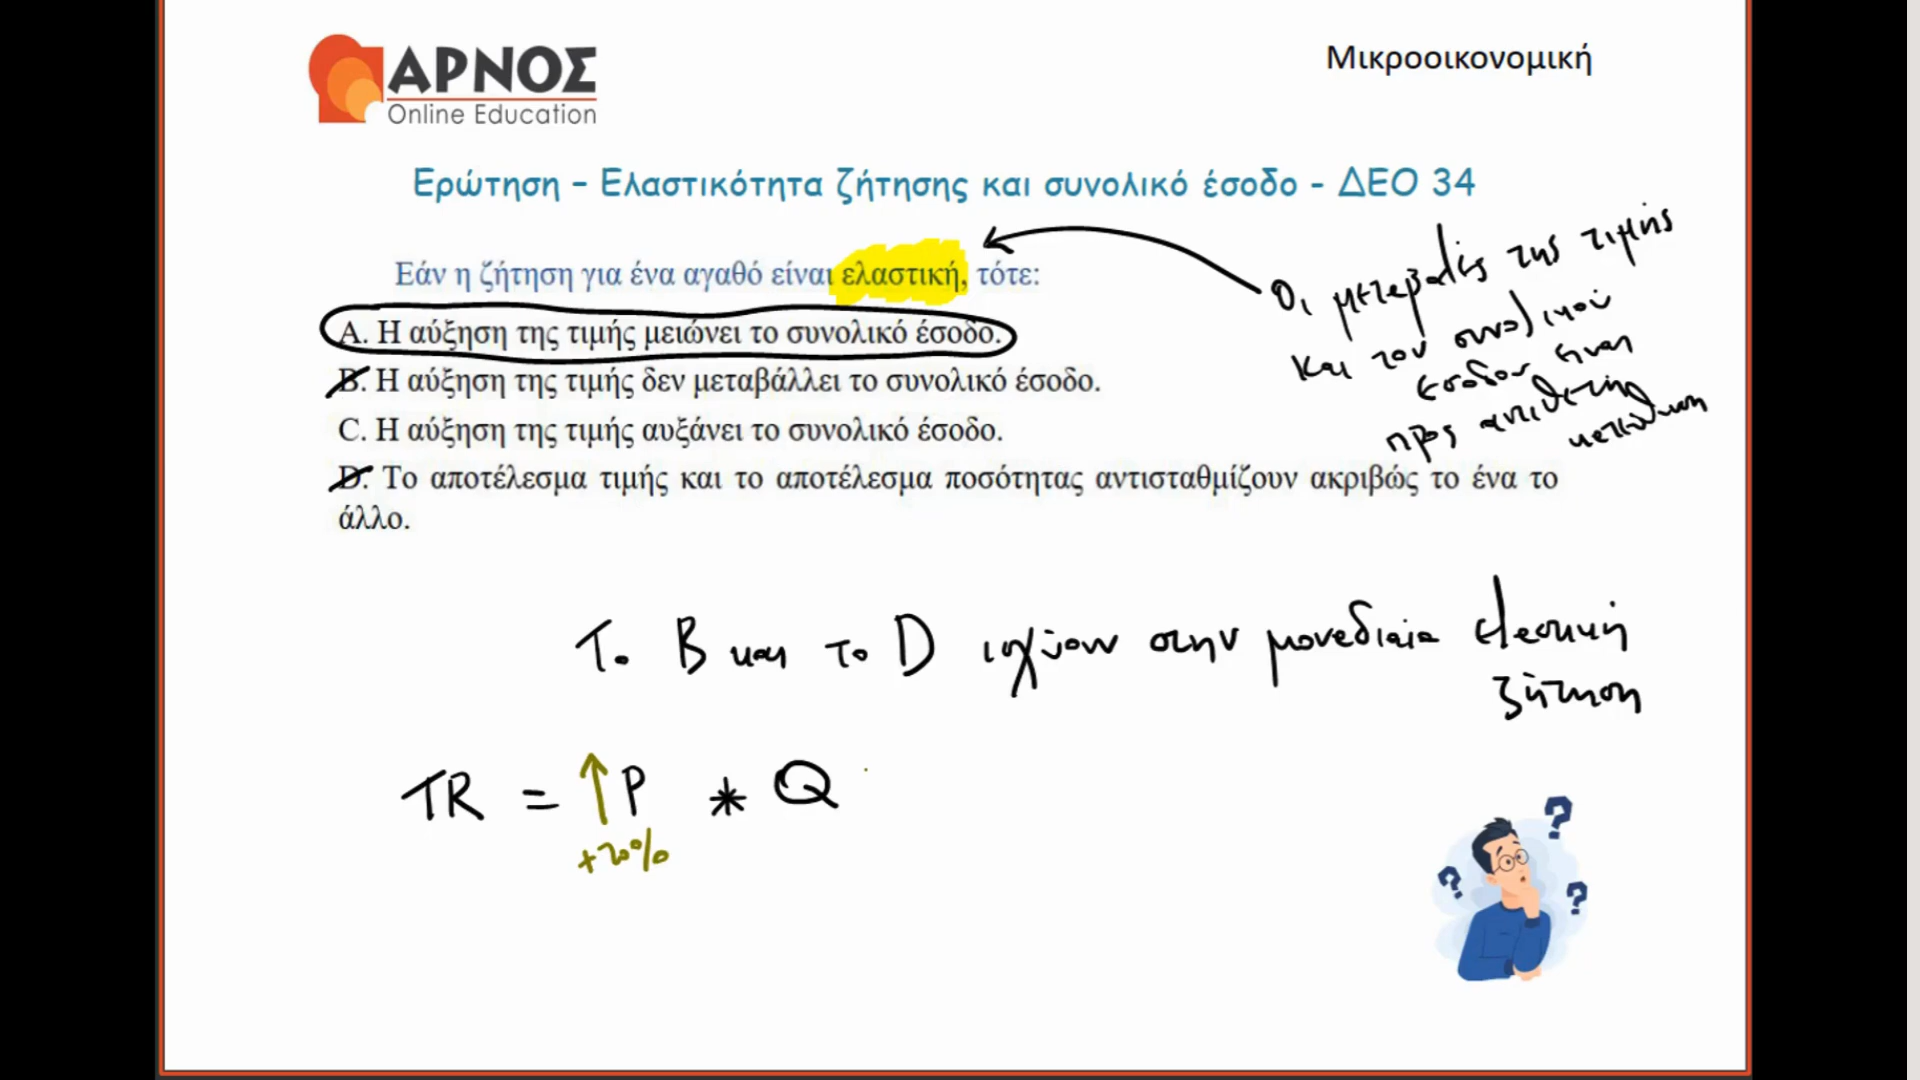 ΑΡΝΟΣ
Online Education
Μικροοικονομική
Ερώτηση – Ελαστικότητα ζήτησης και συνολικό έσοδο - ΔΕΟ 34
Εάν η ζήτηση για ένα αγαθό είναι ελαστική, τότε:
A. Η αύξηση της τιμής μειώνει το συνολικό έσοδο.
B. Η αύξηση της τιμής δεν μεταβάλλει το συνολικό έσοδο.
C. Η αύξηση της τιμής αυξάνει το συνολικό έσοδο.
D. Το αποτέλεσμα τιμής και το αποτέλεσμα ποσότητας αντισταθμίζουν ακριβώς το ένα το
άλλο.
Οι μεταβολές της τιμής
και του συνολικού
εσόδου είναι
προς αντίθετη
κατεύθυνση
Το B και το D ισχύουν στην μοναδιαία ελαστική
ζήτηση
TR = ↑ P * Q
+20%
? ? ?